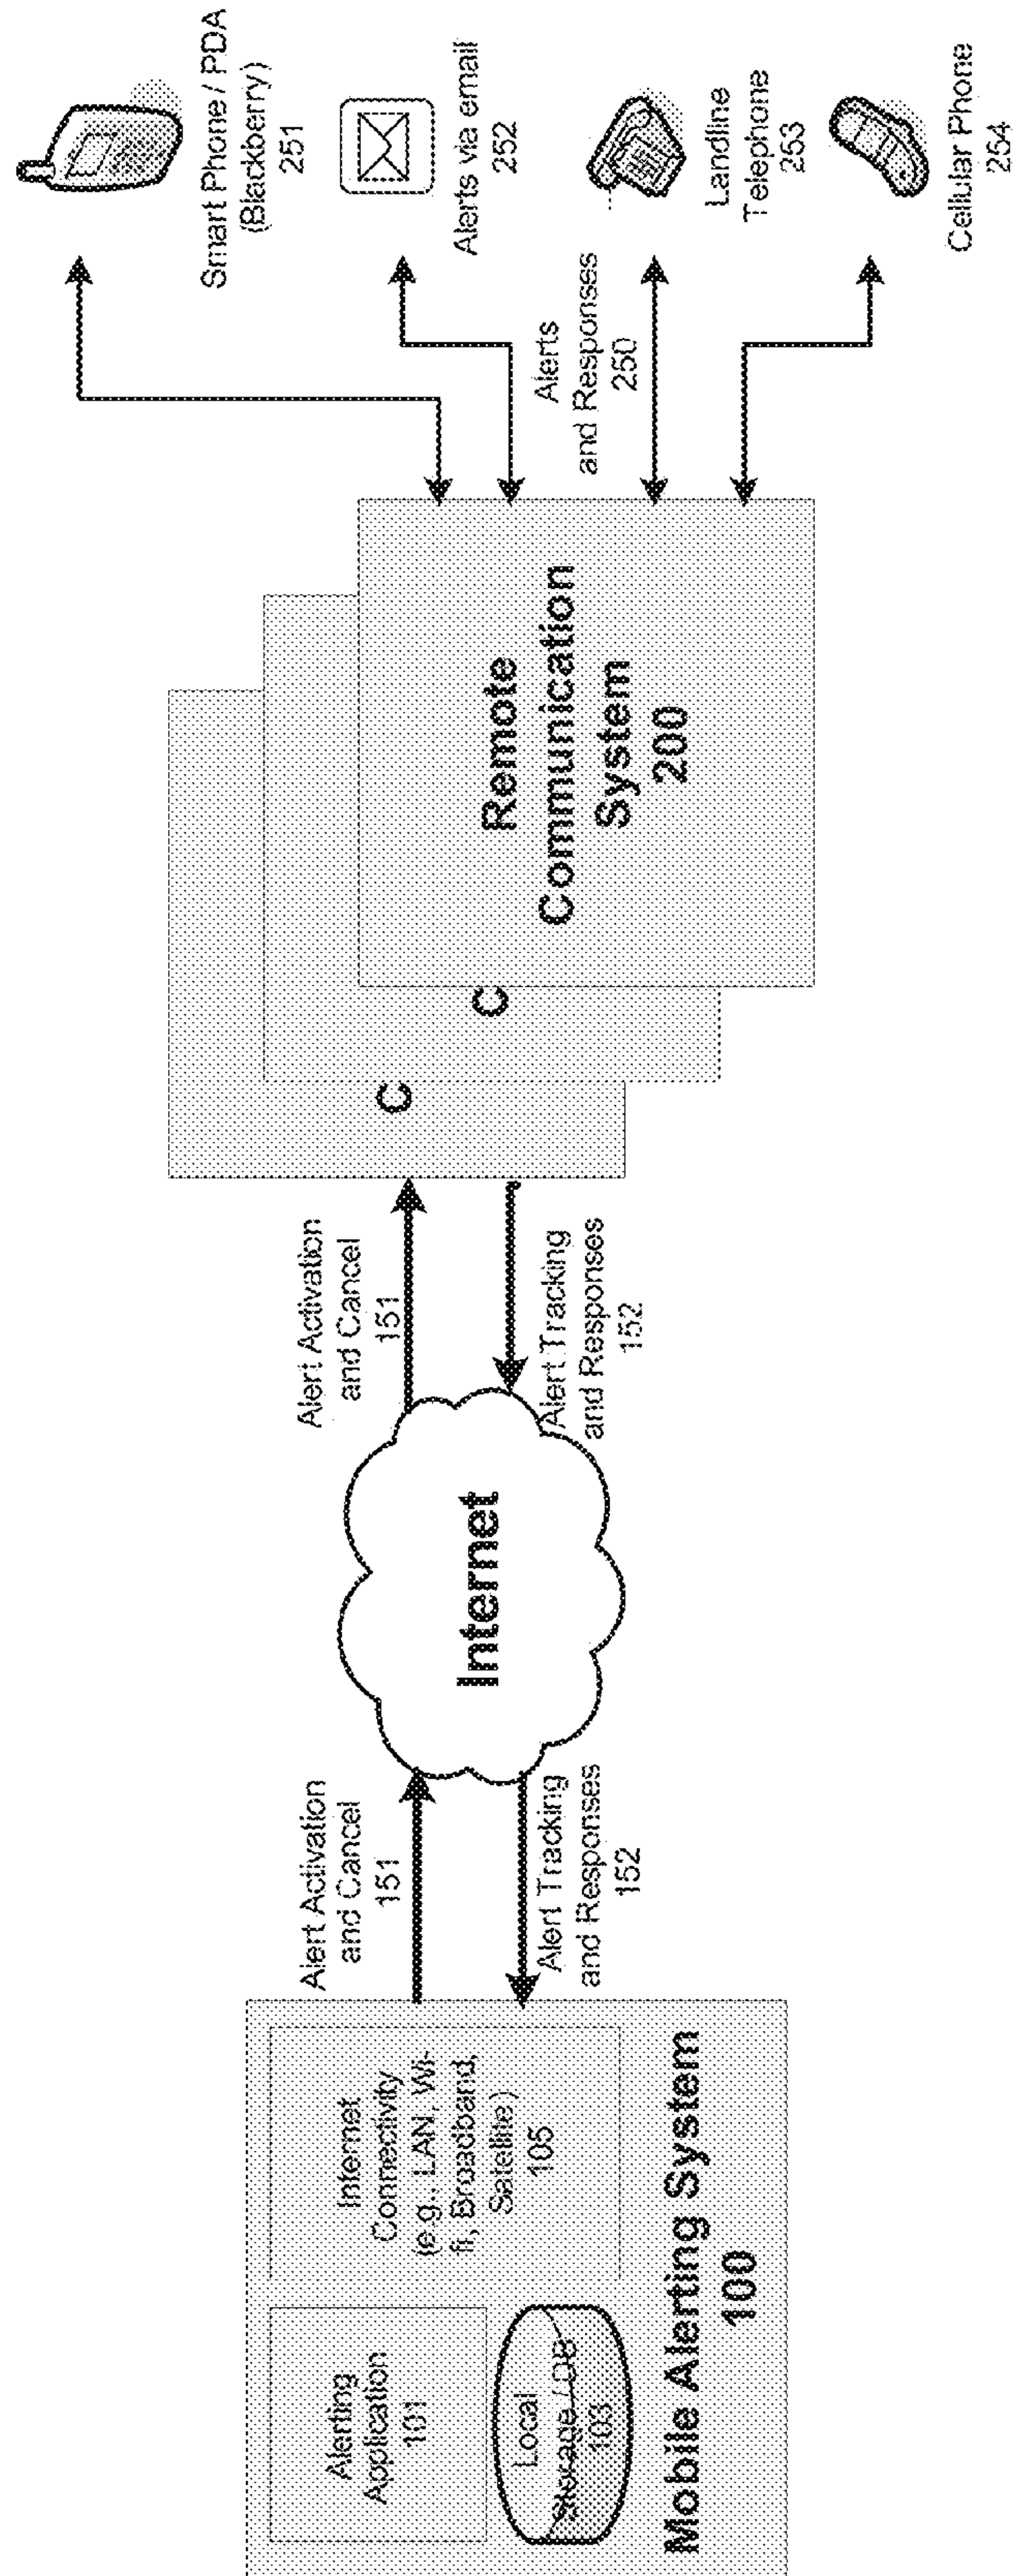 Alerting
Application
101
Local
Storage / DB
103
Internet
Connectivity
(e.g., LAN, Wi-
fi, Broadband,
Satellite)
105
Mobile Alerting System
100
Alert Activation
and Cancel
151
Alert Tracking
and Responses
152
Internet
Alert Activation
and Cancel
151
Alert Tracking
and Responses
152
C
C
Remote
Communication
System
200
Alerts
and Responses
250
Smart Phone / PDA
(Blackberry)
251
Alerts via email
252
Landline
Telephone
253
Cellular Phone
254